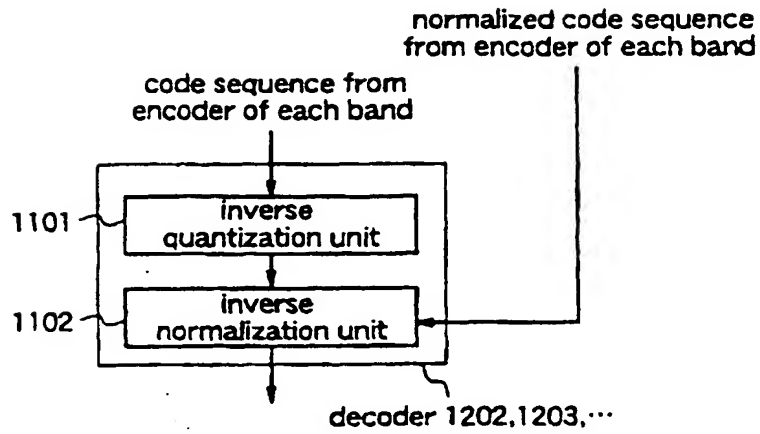 normalized code sequence
from encoder of each band
code sequence from
encoder of each band
1101
inverse
quantization unit
1102
inverse
normalization unit
decoder 1202,1203,⋯